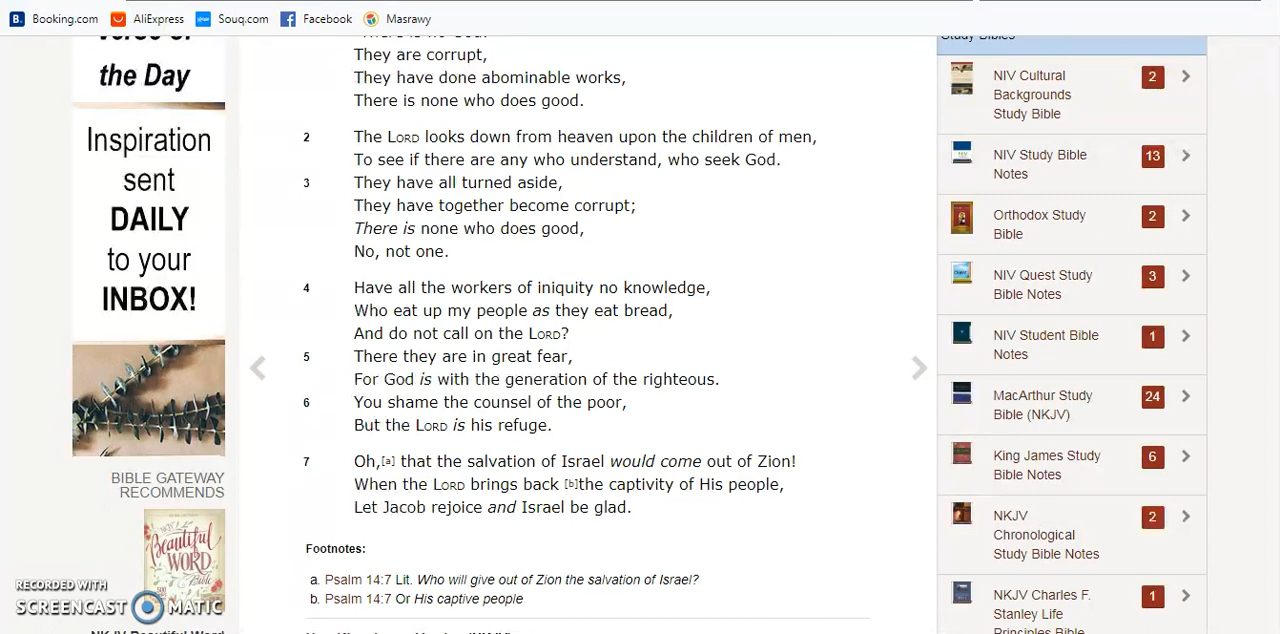 Booking.com AliExpress Souq.com Facebook Masrawy
the Day
Inspiration
sent
DAILY
to your
INBOX!
BIBLE GATEWAY
RECOMMENDS
Beautiful
WORD
Bible
RECORDED WITH
SCREENCAST MATIC
They are corrupt,
They have done abominable works,
There is none who does good.
2 The LORD looks down from heaven upon the children of men,
To see if there are any who understand, who seek God.
3 They have all turned aside,
They have together become corrupt;
There is none who does good,
No, not one.
4 Have all the workers of iniquity no knowledge,
Who eat up my people as they eat bread,
And do not call on the LORD?
5 There they are in great fear,
For God is with the generation of the righteous.
6 You shame the counsel of the poor,
But the LORD is his refuge.
7 Oh,[a] that the salvation of Israel would come out of Zion!
When the LORD brings back [b]the captivity of His people,
Let Jacob rejoice and Israel be glad.
Footnotes:
a. Psalm 14:7 Lit. Who will give out of Zion the salvation of Israel?
b. Psalm 14:7 Or His captive people
Study Bibles
NIV Cultural 2
Backgrounds
Study Bible
NIV Study Bible 13
Notes
Orthodox Study 2
Bible
NIV Quest Study 3
Bible Notes
NIV Student Bible 1
Notes
MacArthur Study 24
Bible (NKJV)
King James Study 6
Bible Notes
NKJV 2
Chronological
Study Bible Notes
NKJV Charles F. 1
Stanley Life
Principles Bible